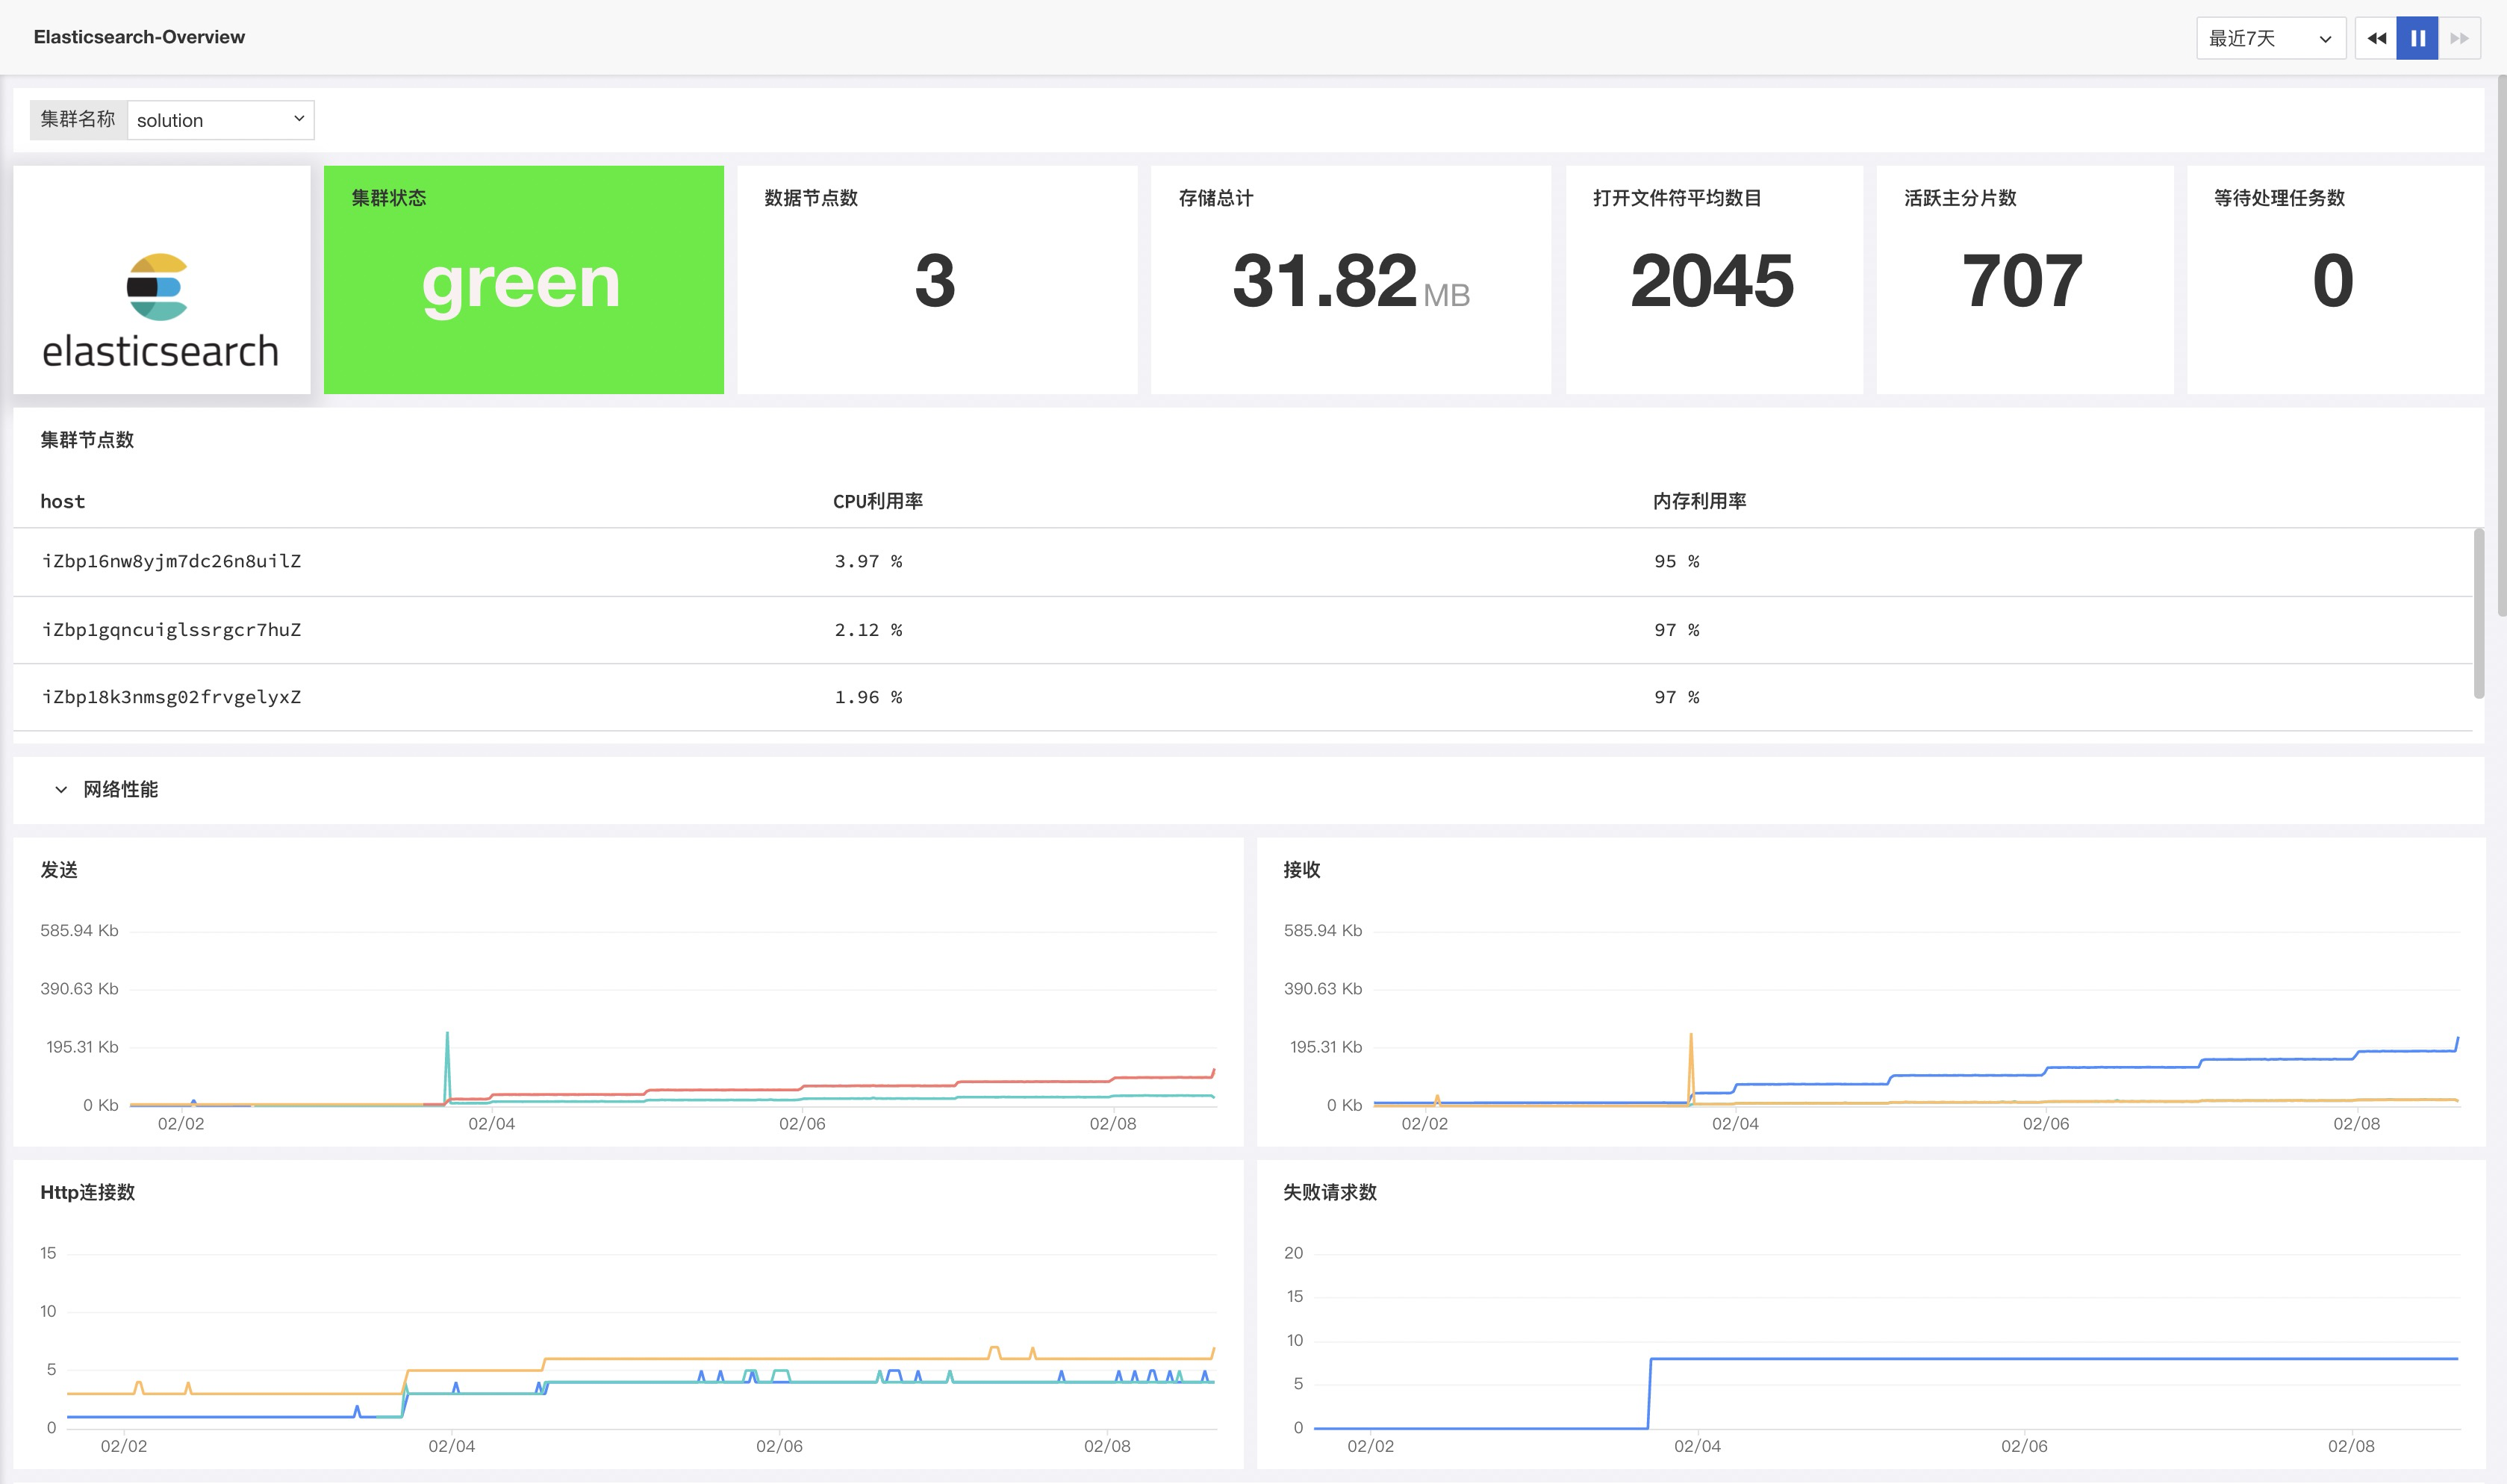 Elasticsearch-Overview
最近7天
集群名称 solution
elasticsearch
集群状态
green
数据节点数
3
存储总计
31.82 MB
打开文件符平均数目
2045
活跃主分片数
707
等待处理任务数
0
集群节点数
host CPU利用率 内存利用率
iZbp16nw8yjm7dc26n8uilZ 3.97 % 95 %
iZbp1gqncuiglssrgcr7huZ 2.12 % 97 %
iZbp18k3nmsg02frvgelyxZ 1.96 % 97 %
网络性能
发送
585.94 Kb
390.63 Kb
195.31 Kb
0 Kb
02/02 02/04 02/06 02/08
接收
585.94 Kb
390.63 Kb
195.31 Kb
0 Kb
02/02 02/04 02/06 02/08
Http连接数
15
10
5
0
02/02 02/04 02/06 02/08
失败请求数
20
15
10
5
0
02/02 02/04 02/06 02/08